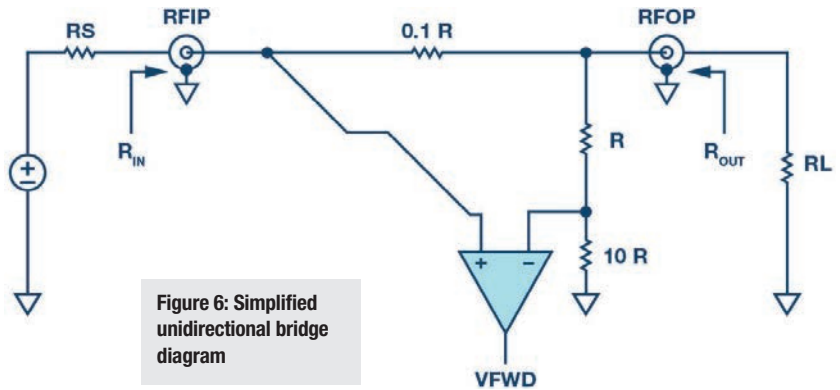 RS
RFIP
0.1 R
RFOP
R_IN
R
R_OUT
RL
+
−
+
−
10 R
VFWD
Figure 6: Simplified
unidirectional bridge
diagram